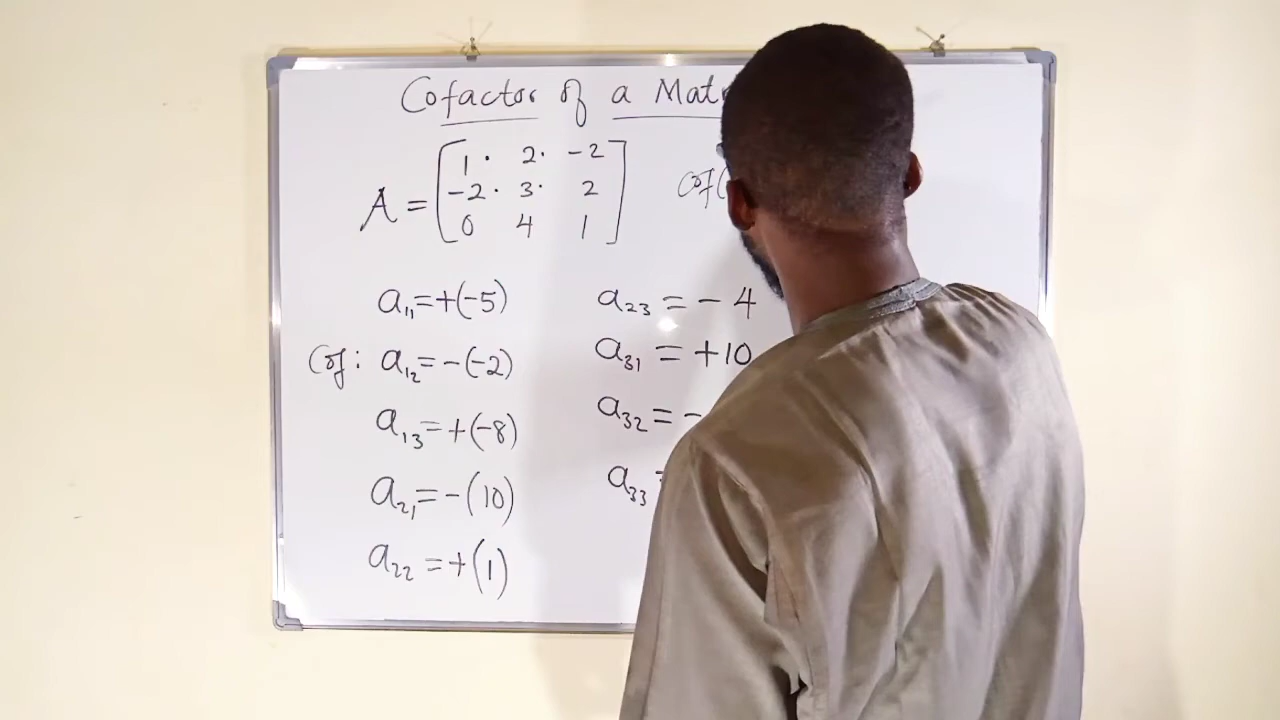 Cofactor of a
A = [1 · 2 · -2
-2 · 3 · 2
0 4 1]
Cof(
a₁₁ = +(-5)
Cof: a₁₂ = -(-2)
a₁₃ = +(-8)
a₂₁ = -(10)
a₂₂ = +(1)
a₂₃ = - 4
a₃₁ = +10
a₃₂ = -
a₃₃